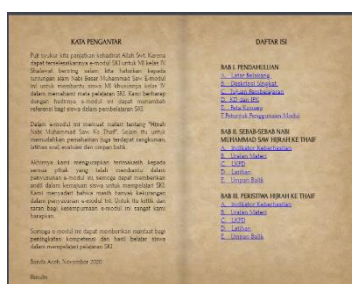 KATA PENGANTAR
Puji syukur kita panjatkan kehadirat Allah Swt. Karena
dapat terselesaikannya e-modul SKI untuk MI kelas IV.
Shalawat beriring salam kita haturkan kepada
junjungan alam Nabi Besar Muhammad Saw. E-modul
ini untuk membantu siswa MI khususnya kelas IV
dalam memahami mata pelajaran SKI. Kami berharap
dengan hadirnya e-modul ini dapat menambah
referensi bagi siswa dalam pembelajaran SKI.
Dalam e-modul ini memuat materi tentang "Hijrah
Nabi Muhammad Saw Ke Thaif". Selain itu untuk
memudahkan pemahaman juga terdapat rangkuman,
latihan soal, evaluasi dan umpan balik.
Akhirnya kami mengucapkan terimakasih kepada
semua pihak yang telah membantu dalam
penyusunan e-modul ini. Semoga dapat memberikan
andil dalam kemajuan siswa untuk mempelajari SKI.
Kami menyadari bahwa masih banyak kekurangan
dalam penyusunan e-modul ini. Untuk itu kritik dan
saran bagi kesempurnaan e-modul ini sangat kami
harapkan.
Semoga e-modul ini dapat memberikan manfaat bagi
peningkatan kompetensi dan hasil belajar siswa
dalam mempelajari pelajaran SKI.
Banda Aceh, November 2020
Penulis
DAFTAR ISI
BAB I. PENDAHULUAN
A. Latar Belakang
B. Deskripsi Singkat
C. Tujuan Pembelajaran
D. KD dan IPK
E. Peta Konsep
F. Petunjuk Penggunaan Modul
BAB II. SEBAB-SEBAB NABI
MUHAMMAD SAW HIJRAH KE THAIF
A. Indikator Keberhasilan
B. Uraian Materi
C. LKPD
D. Latihan
E. Umpan Balik
BAB III. PERISTIWA HIJRAH KE THAIF
A. Indikator Keberhasilan
B. Uraian Materi
C. LKPD
D. Latihan
E. Umpan Balik